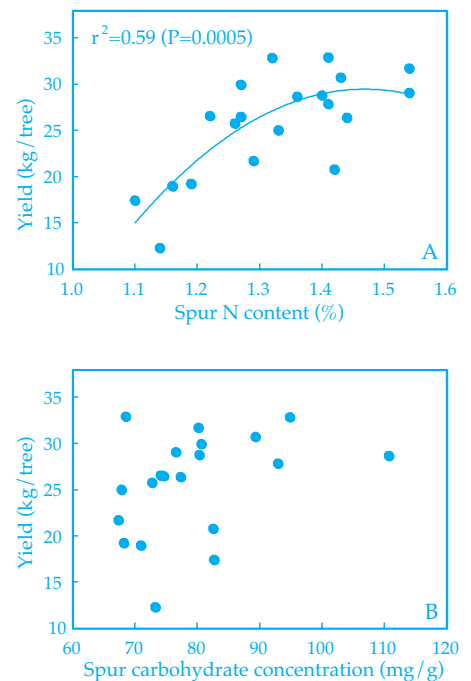 r²=0.59 (P=0.0005)
35
30
25
20
15
10
Yield (kg/tree)
A
1.0 1.1 1.2 1.3 1.4 1.5 1.6
Spur N content (%)
35
30
25
20
15
10
Yield (kg/tree)
B
60 70 80 90 100 110 120
Spur carbohydrate concentration (mg/g)